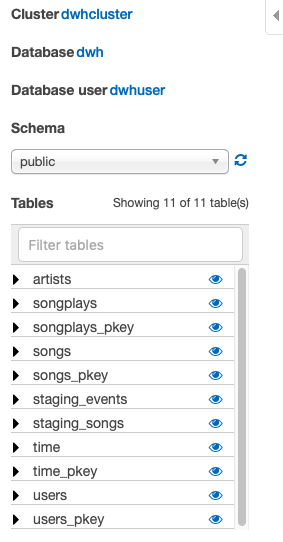 Cluster dwhcluster
Database dwh
Database user dwhuser
Schema
public
Tables Showing 11 of 11 table(s)
Filter tables
artists
songplays
songplays_pkey
songs
songs_pkey
staging_events
staging_songs
time
time_pkey
users
users_pkey